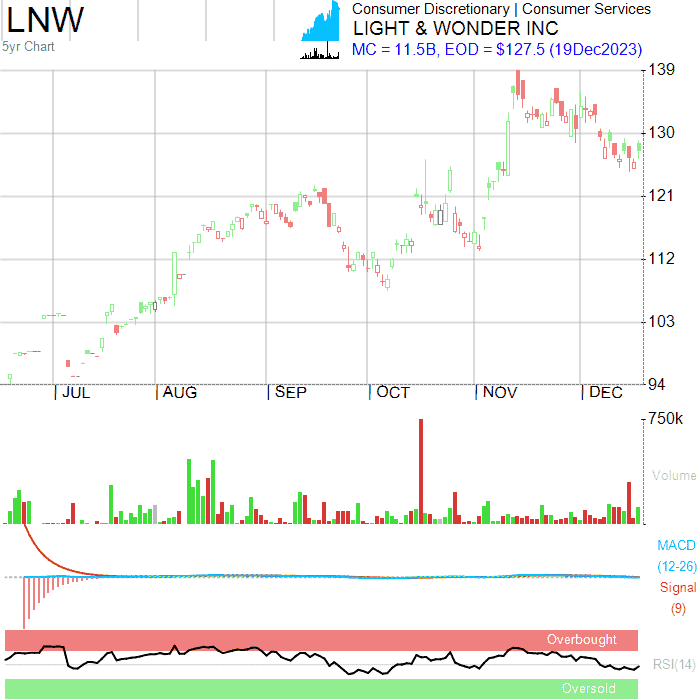 LNW
5yr Chart
Consumer Discretionary | Consumer Services
LIGHT & WONDER INC
MC = 11.5B, EOD = $127.5 (19Dec2023)
139
130
121
112
103
94
| JUL | AUG | SEP | OCT | NOV | DEC
750k
Volume
MACD
(12-26)
Signal
(9)
Overbought
RSI(14)
Oversold